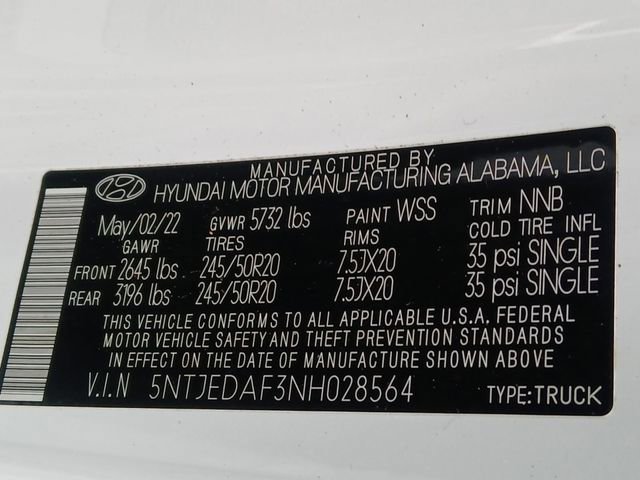 MANUFACTURED BY
HYUNDAI MOTOR MANUFACTURING ALABAMA, LLC
May/02/22 GVWR 5732 lbs PAINT WSS TRIM NNB
GAWR TIRES RIMS COLD TIRE INFL
FRONT 2645 lbs 245/50R20 7.5JX20 35 psi SINGLE
REAR 3196 lbs 245/50R20 7.5JX20 35 psi SINGLE
THIS VEHICLE CONFORMS TO ALL APPLICABLE U.S.A. FEDERAL
MOTOR VEHICLE SAFETY AND THEFT PREVENTION STANDARDS
IN EFFECT ON THE DATE OF MANUFACTURE SHOWN ABOVE
V.I.N 5NTJEDAF3NH028564 TYPE:TRUCK